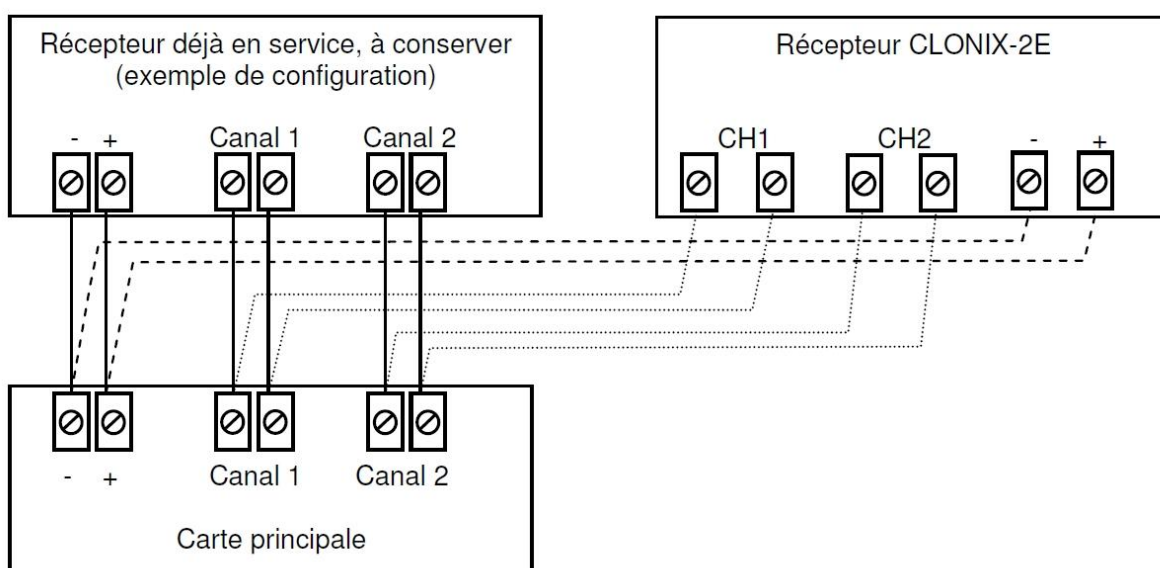 Récepteur déjà en service, à conserver
(exemple de configuration)
- + Canal 1 Canal 2
Récepteur CLONIX-2E
CH1 CH2 - +
- + Canal 1 Canal 2
Carte principale